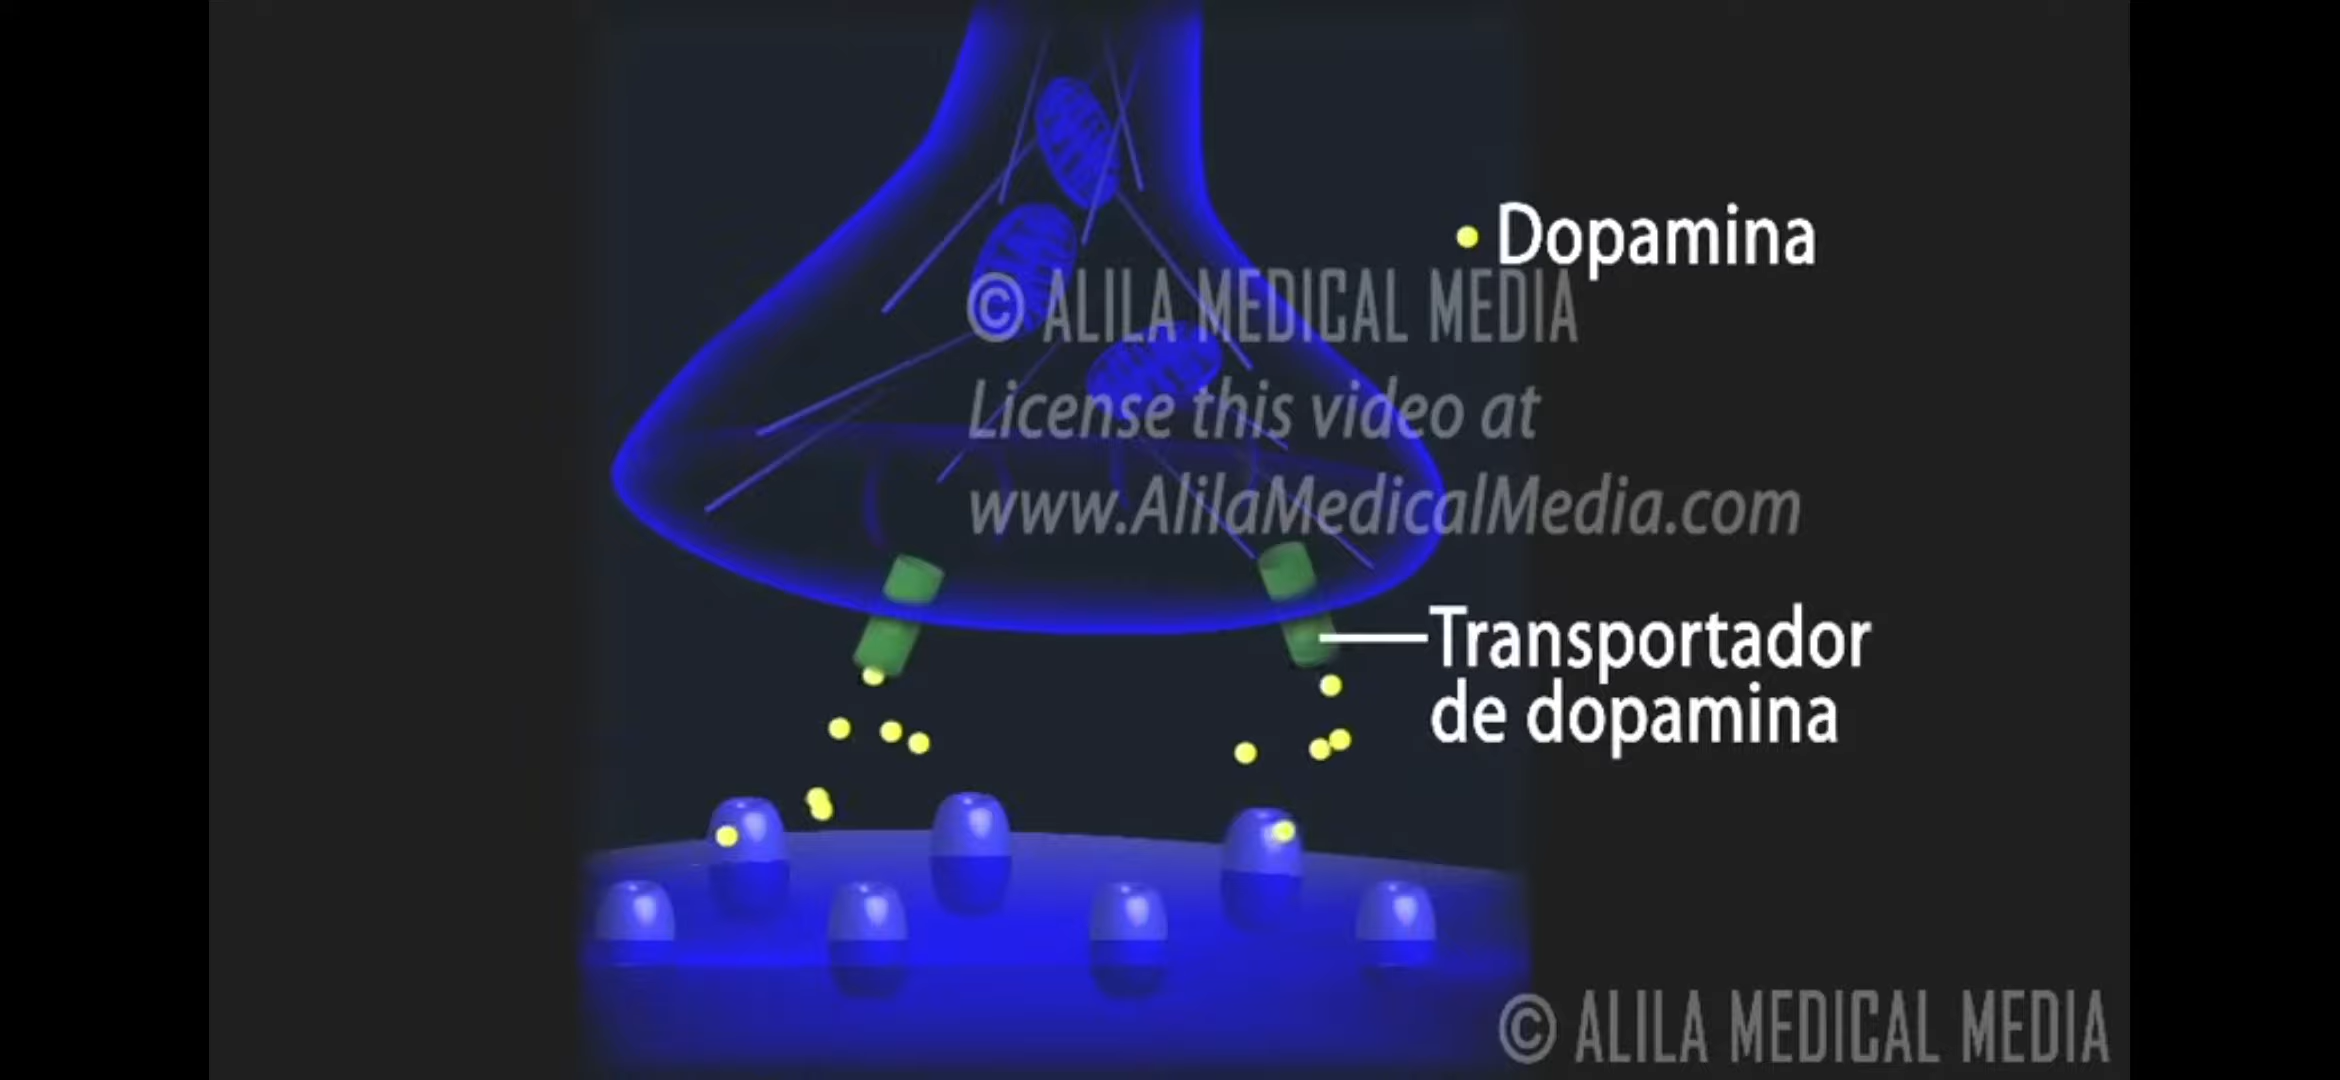 Dopamina
© ALILA MEDICAL MEDIA
License this video at
www.AlilaMedicalMedia.com
Transportador
de dopamina
© ALILA MEDICAL MEDIA